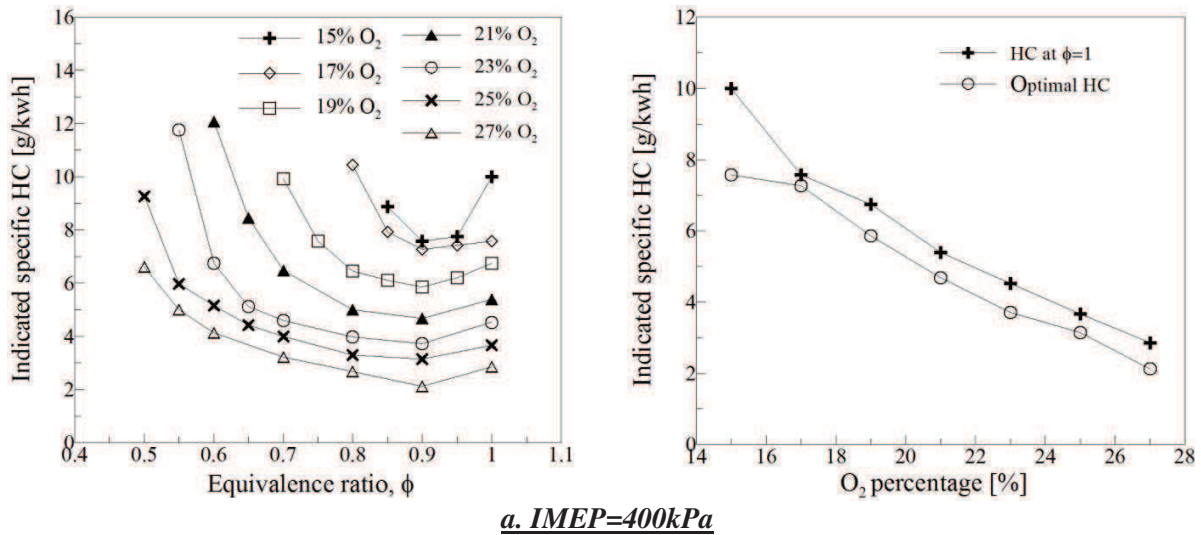 Indicated specific HC [g/kwh]
16
14
12
10
8
6
4
2
0
0.4 0.5 0.6 0.7 0.8 0.9 1 1.1
Equivalence ratio, ϕ
15% O₂
17% O₂
19% O₂
21% O₂
23% O₂
25% O₂
27% O₂
Indicated specific HC [g/kwh]
12
10
8
6
4
2
0
14 16 18 20 22 24 26 28
O₂ percentage [%]
HC at ϕ=1
Optimal HC
a. IMEP=400kPa